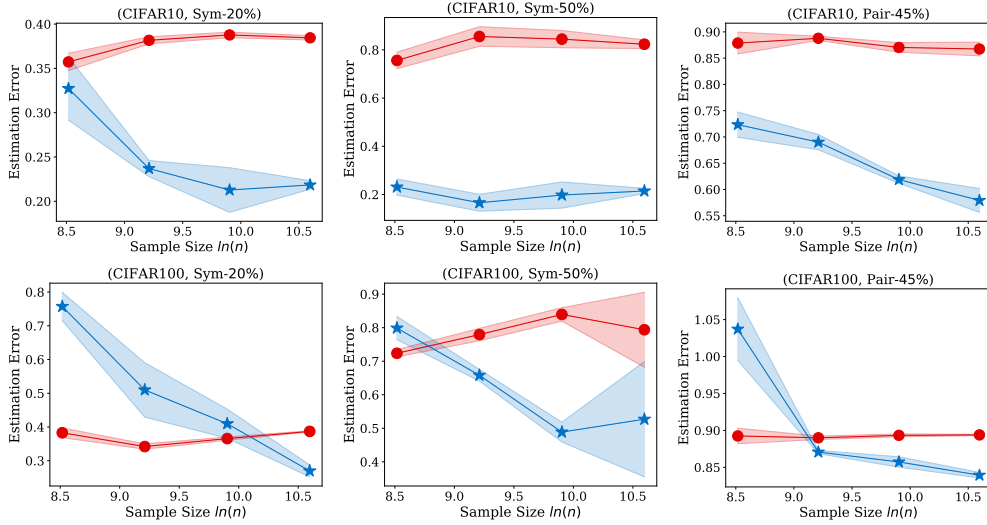 (CIFAR10, Sym-20%)
0.40
0.35
0.30
0.25
0.20
8.5 9.0 9.5 10.0 10.5
Estimation Error
Sample Size ln(n)
(CIFAR10, Sym-50%)
0.8
0.6
0.4
0.2
8.5 9.0 9.5 10.0 10.5
Estimation Error
Sample Size ln(n)
(CIFAR10, Pair-45%)
0.90
0.85
0.80
0.75
0.70
0.65
0.60
0.55
8.5 9.0 9.5 10.0 10.5
Estimation Error
Sample Size ln(n)
(CIFAR100, Sym-20%)
0.8
0.7
0.6
0.5
0.4
0.3
8.5 9.0 9.5 10.0 10.5
Estimation Error
Sample Size ln(n)
(CIFAR100, Sym-50%)
0.9
0.8
0.7
0.6
0.5
0.4
8.5 9.0 9.5 10.0 10.5
Estimation Error
Sample Size ln(n)
(CIFAR100, Pair-45%)
1.05
1.00
0.95
0.90
0.85
8.5 9.0 9.5 10.0 10.5
Estimation Error
Sample Size ln(n)